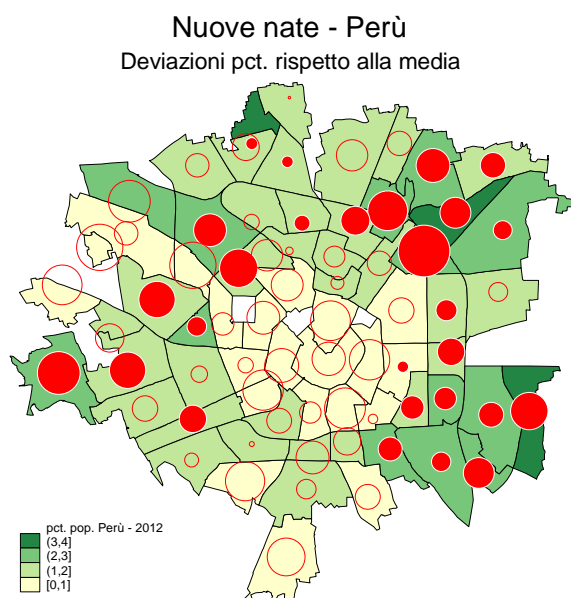 Nuove nate - Perù
Deviazioni pct. rispetto alla media
pct. pop. Perù - 2012
(3,4]
(2,3]
(1,2]
[0,1]